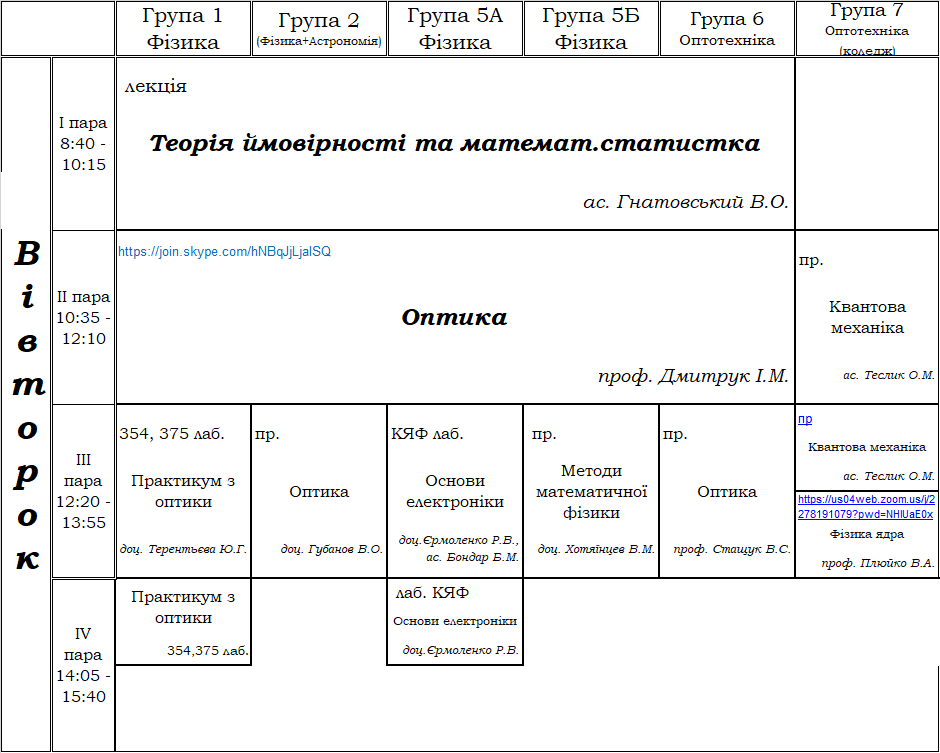 Група 1
Фізика
Група 2
(Фізика+Астрономія)
Група 5А
Фізика
Група 5Б
Фізика
Група 6
Оптотехніка
Група 7
Оптотехніка
(коледж)
Вівторок
І пара
8:40 -
10:15
лекція
Теорія ймовірності та математ.статистка
ас. Гнатовський В.О.
ІІ пара
10:35 -
12:10
https://join.skype.com/hNBqJjLjaISQ
Оптика
проф. Дмитрук І.М.
пр.
Квантова
механіка
ас. Теслик О.М.
ІІІ
пара
12:20 -
13:55
354, 375 лаб.
Практикум з
оптики
доц. Терентьєва Ю.Г.
пр.
Оптика
доц. Губанов В.О.
КЯФ лаб.
Основи
електроніки
доц.Єрмоленко Р.В.,
ас. Бондар Б.М.
пр.
Методи
математичної
фізики
доц. Хотяїнцев В.М.
пр.
Оптика
проф. Стащук В.С.
пр
Квантова механіка
ас. Теслик О.М.
https://us04web.zoom.us/j/2
278191079?pwd=NHlUaE0x
Фізика ядра
проф. Плюйко В.А.
IV
пара
14:05 -
15:40
Практикум з
оптики
354,375 лаб.
лаб. КЯФ
Основи електроніки
доц.Єрмоленко Р.В.